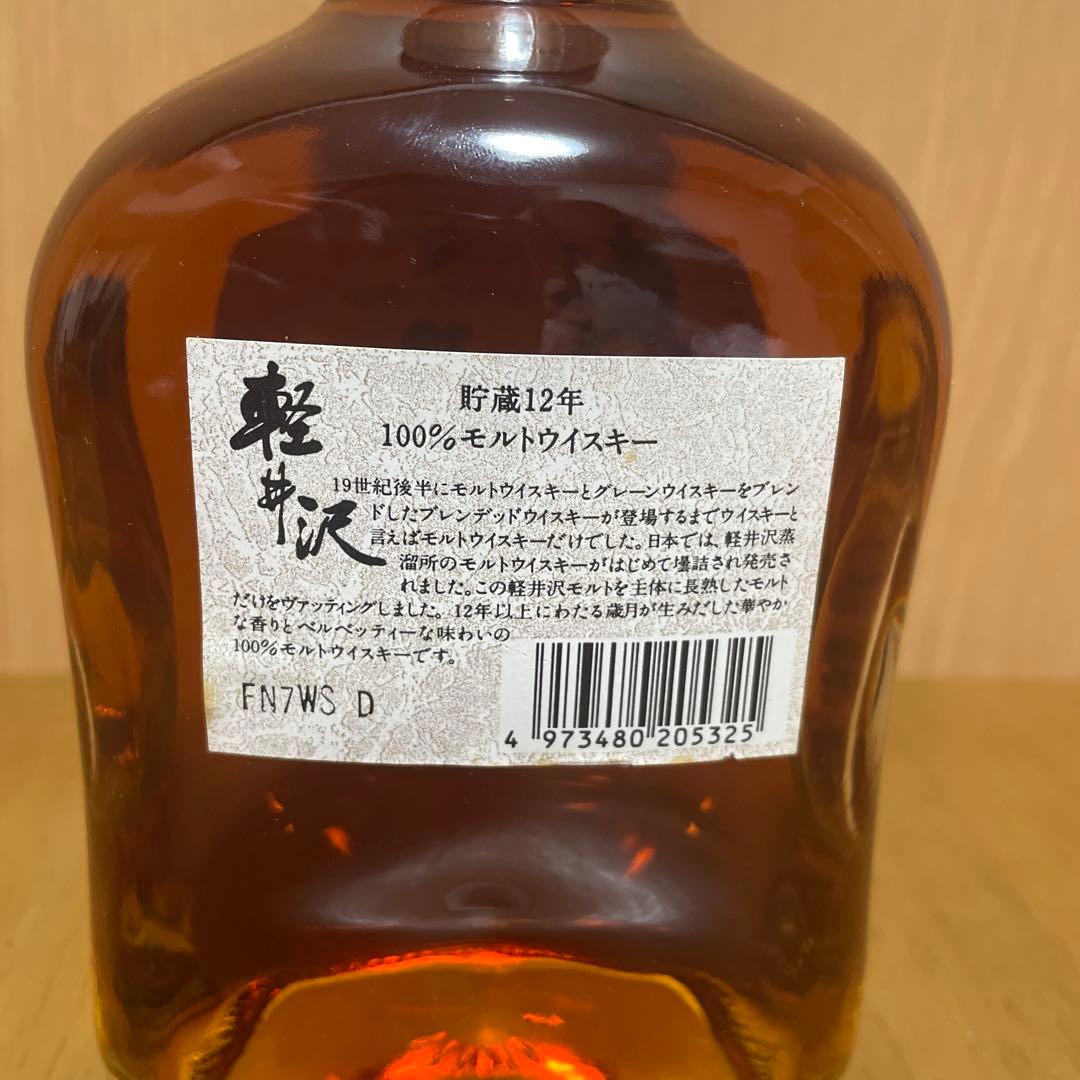 軽井沢
貯蔵12年
100%モルトウイスキー
19世紀後半にモルトウイスキーとグレーンウイスキーをブレン
ドしたブレンデッドウイスキーが登場するまでウイスキーと
言えばモルトウイスキーだけでした。日本では、軽井沢蒸
溜所のモルトウイスキーがはじめて壜詰され発売さ
れました。この軽井沢モルトを主体に長熟したモルト
だけをヴァッティングしました。12年以上にわたる歳月が生みだした華やか
な香りとベルベッティーな味わいの
100%モルトウイスキーです。
FN7WS D
4 973480 205325